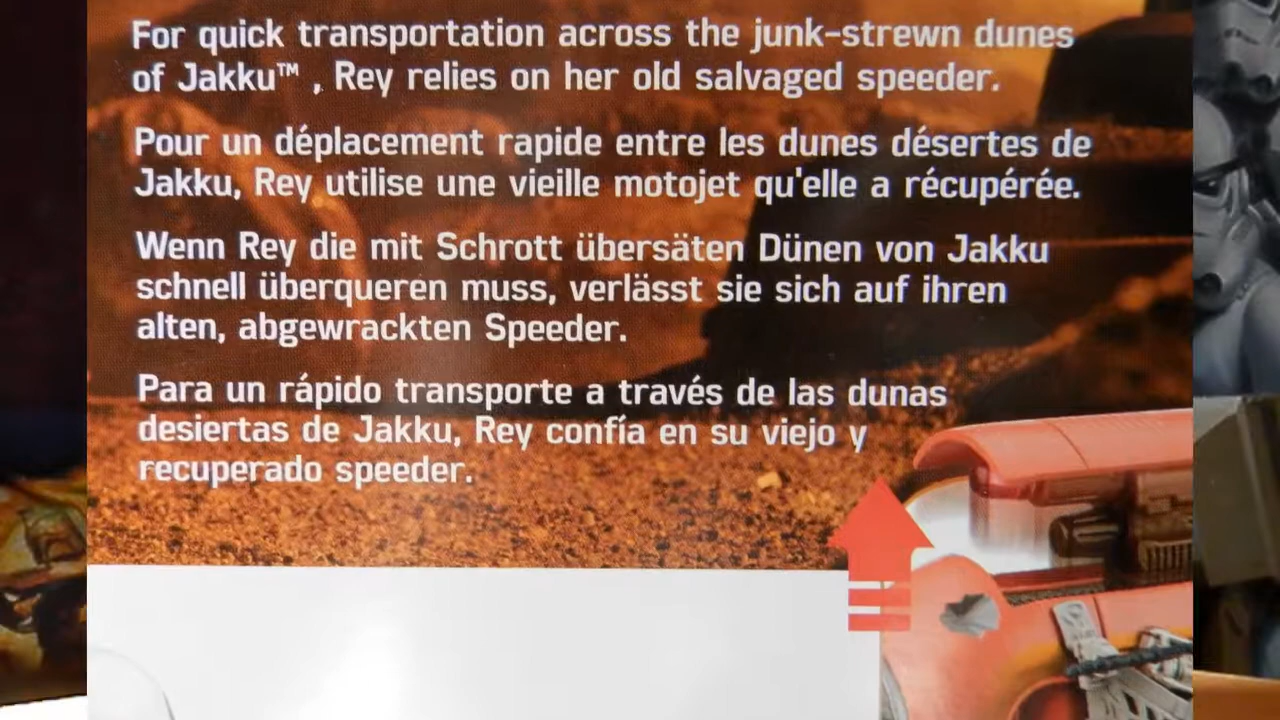 For quick transportation across the junk-strewn dunes
of Jakku™ , Rey relies on her old salvaged speeder.
Pour un déplacement rapide entre les dunes désertes de
Jakku, Rey utilise une vieille motojet qu'elle a récupérée.
Wenn Rey die mit Schrott übersäten Dünen von Jakku
schnell überqueren muss, verlässt sie sich auf ihren
alten, abgewrackten Speeder.
Para un rápido transporte a través de las dunas
desiertas de Jakku, Rey confía en su viejo y
recuperado speeder.